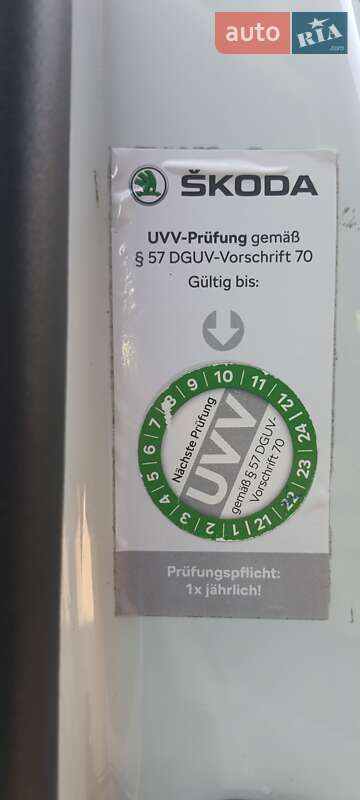 auto RIA.com
ŠKODA
UVV-Prüfung gemäß
§ 57 DGUV-Vorschrift 70
Gültig bis:
1 2 3 4 5 6 7 8 9 10 11 12
24 23 22 21
Nächste Prüfung
UVV
gemäß § 57 DGUV-
Vorschrift 70
Prüfungspflicht:
1x jährlich!